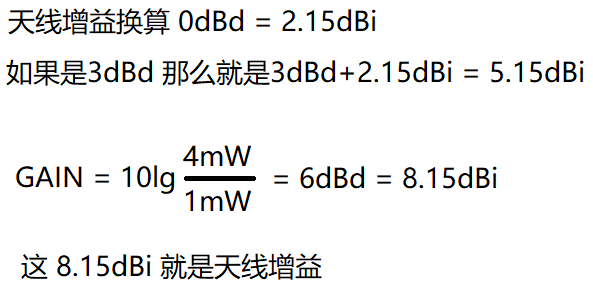 天线增益换算 0dBd = 2.15dBi
如果是3dBd 那么就是3dBd+2.15dBi = 5.15dBi
GAIN = 10lg 4mW/1mW = 6dBd = 8.15dBi
这 8.15dBi 就是天线增益